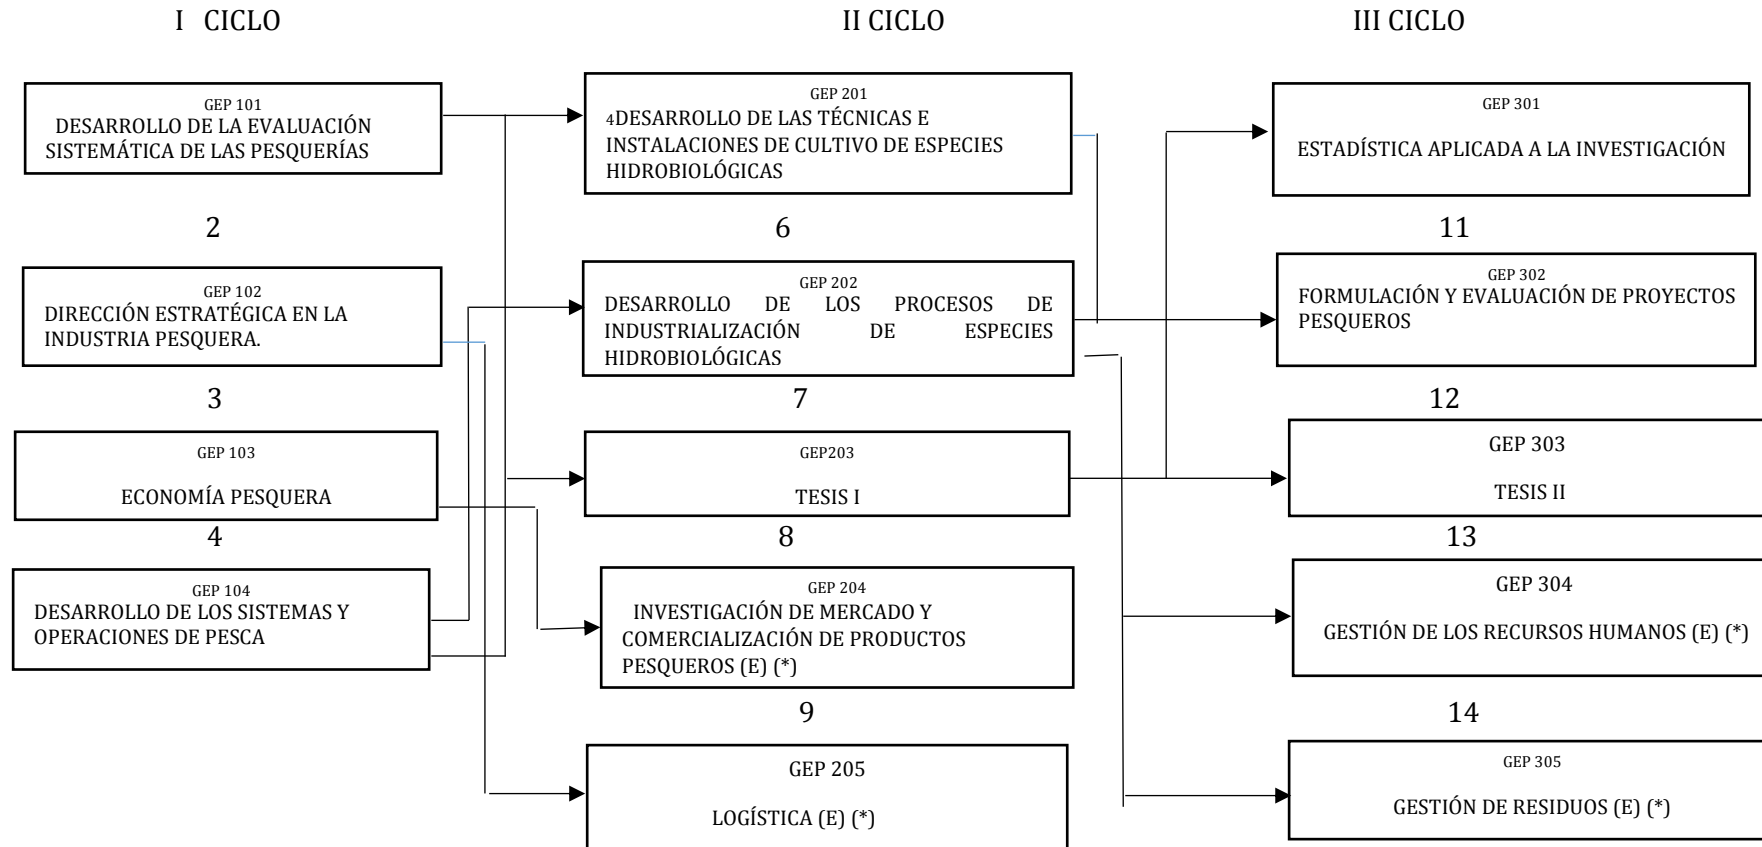 I CICLO
II CICLO
III CICLO
GEP 101
DESARROLLO DE LA EVALUACIÓN
SISTEMÁTICA DE LAS PESQUERÍAS
2
GEP 102
DIRECCIÓN ESTRATÉGICA EN LA
INDUSTRIA PESQUERA.
3
GEP 103
ECONOMÍA PESQUERA
4
GEP 104
DESARROLLO DE LOS SISTEMAS Y
OPERACIONES DE PESCA
GEP 201
4DESARROLLO DE LAS TÉCNICAS E
INSTALACIONES DE CULTIVO DE ESPECIES
HIDROBIOLÓGICAS
6
GEP 202
DESARROLLO DE LOS PROCESOS DE
INDUSTRIALIZACIÓN DE ESPECIES
HIDROBIOLÓGICAS
7
GEP203
TESIS I
8
GEP 204
INVESTIGACIÓN DE MERCADO Y
COMERCIALIZACIÓN DE PRODUCTOS
PESQUEROS (E) (*)
9
GEP 205
LOGÍSTICA (E) (*)
GEP 301
ESTADÍSTICA APLICADA A LA INVESTIGACIÓN
11
GEP 302
FORMULACIÓN Y EVALUACIÓN DE PROYECTOS
PESQUEROS
12
GEP 303
TESIS II
13
GEP 304
GESTIÓN DE LOS RECURSOS HUMANOS (E) (*)
14
GEP 305
GESTIÓN DE RESIDUOS (E) (*)